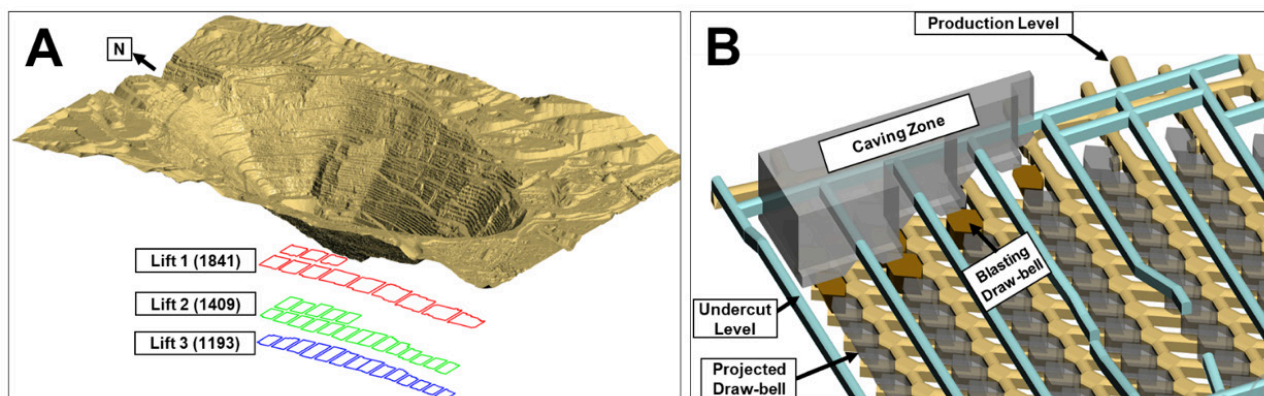 A
N
Lift 1 (1841)
Lift 2 (1409)
Lift 3 (1193)
B
Production Level
Caving Zone
Blasting
Draw-bell
Undercut
Level
Projected
Draw-bell